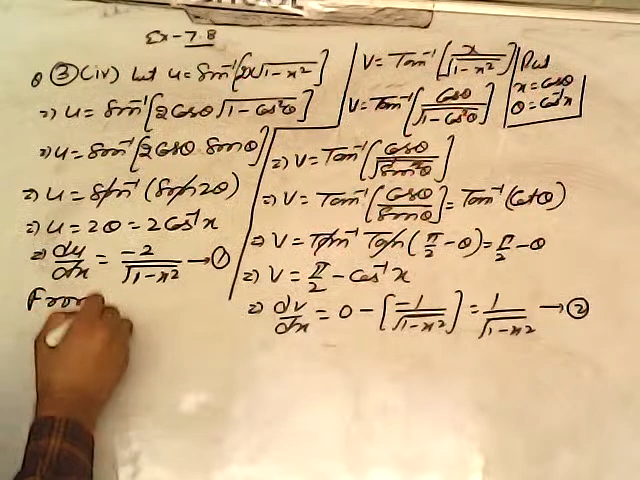 Ex-7.8
Q ③(iv) Let u = Sin⁻¹[2x√1-x²]
⇒ u = Sin⁻¹[2Cosθ√1-Cos²θ]
⇒ u = Sin⁻¹[2Cosθ Sinθ]
⇒ u = Sin⁻¹(Sin2θ)
⇒ u = 2θ = 2Cos⁻¹x
⇒ du/dx = -2/√1-x² → ①
From
V = Tan⁻¹[x/√1-x²]
V = Tan⁻¹[Cosθ/√1-Cos²θ]
⇒ V = Tan⁻¹[Cosθ/√Sin²θ]
⇒ V = Tan⁻¹[Cosθ/Sinθ] = Tan⁻¹(Cotθ)
⇒ V = Tan⁻¹ Tan(π/2 - θ) = π/2 - θ
⇒ V = π/2 - Cos⁻¹x
⇒ dv/dx = 0 - [-1/√1-x²] = 1/√1-x² → ②
Put
x = Cosθ
θ = Cos⁻¹x